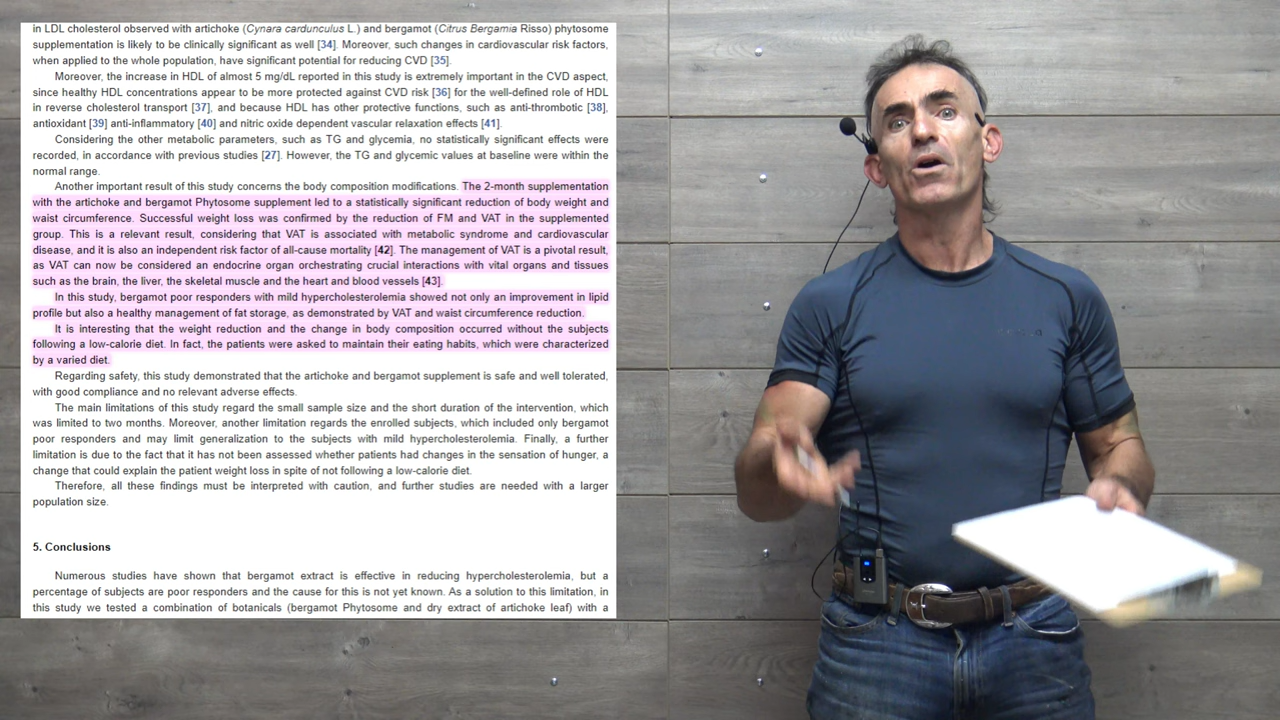 in LDL cholesterol observed with artichoke (Cynara cardunculus L.) and bergamot (Citrus Bergamia Risso) phytosome
supplementation is likely to be clinically significant as well [34]. Moreover, such changes in cardiovascular risk factors,
when applied to the whole population, have significant potential for reducing CVD [35].
Moreover, the increase in HDL of almost 5 mg/dL reported in this study is extremely important in the CVD aspect,
since healthy HDL concentrations appear to be more protected against CVD risk [36] for the well-defined role of HDL
in reverse cholesterol transport [37], and because HDL has other protective functions, such as anti-thrombotic [38],
antioxidant [39] anti-inflammatory [40] and nitric oxide dependent vascular relaxation effects [41].
Considering the other metabolic parameters, such as TG and glycemia, no statistically significant effects were
recorded, in accordance with previous studies [27]. However, the TG and glycemic values at baseline were within the
normal range.
Another important result of this study concerns the body composition modifications. The 2-month supplementation
with the artichoke and bergamot Phytosome supplement led to a statistically significant reduction of body weight and
waist circumference. Successful weight loss was confirmed by the reduction of FM and VAT in the supplemented
group. This is a relevant result, considering that VAT is associated with metabolic syndrome and cardiovascular
disease, and it is also an independent risk factor of all-cause mortality [42]. The management of VAT is a pivotal result,
as VAT can now be considered an endocrine organ orchestrating crucial interactions with vital organs and tissues
such as the brain, the liver, the skeletal muscle and the heart and blood vessels [43].
In this study, bergamot poor responders with mild hypercholesterolemia showed not only an improvement in lipid
profile but also a healthy management of fat storage, as demonstrated by VAT and waist circumference reduction.
It is interesting that the weight reduction and the change in body composition occurred without the subjects
following a low-calorie diet. In fact, the patients were asked to maintain their eating habits, which were characterized
by a varied diet.
Regarding safety, this study demonstrated that the artichoke and bergamot supplement is safe and well tolerated,
with good compliance and no relevant adverse effects.
The main limitations of this study regard the small sample size and the short duration of the intervention, which
was limited to two months. Moreover, another limitation regards the enrolled subjects, which included only bergamot
poor responders and may limit generalization to the subjects with mild hypercholesterolemia. Finally, a further
limitation is due to the fact that it has not been assessed whether patients had changes in the sensation of hunger, a
change that could explain the patient weight loss in spite of not following a low-calorie diet.
Therefore, all these findings must be interpreted with caution, and further studies are needed with a larger
population size.
5. Conclusions
Numerous studies have shown that bergamot extract is effective in reducing hypercholesterolemia, but a
percentage of subjects are poor responders and the cause for this is not yet known. As a solution to this limitation, in
this study we tested a combination of botanicals (bergamot Phytosome and dry extract of artichoke leaf) with a